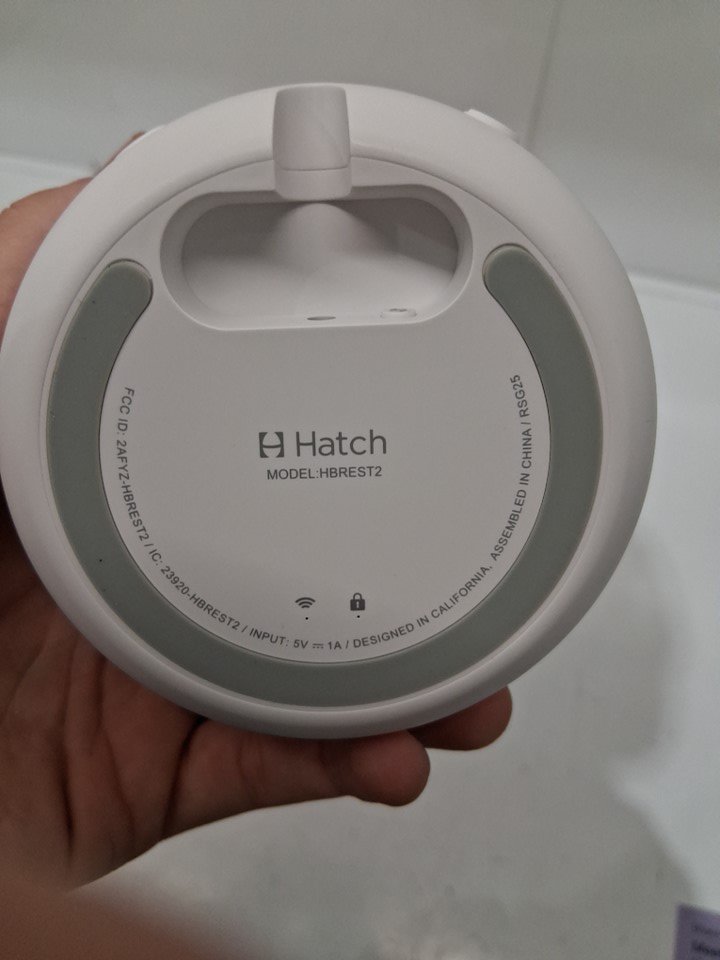 Hatch
MODEL:HBREST2
FCC ID: 2AFYZ-HBREST2 / IC: 23920-HBREST2 / INPUT: 5V ⎓ 1A / DESIGNED IN CALIFORNIA, ASSEMBLED IN CHINA / RSG25